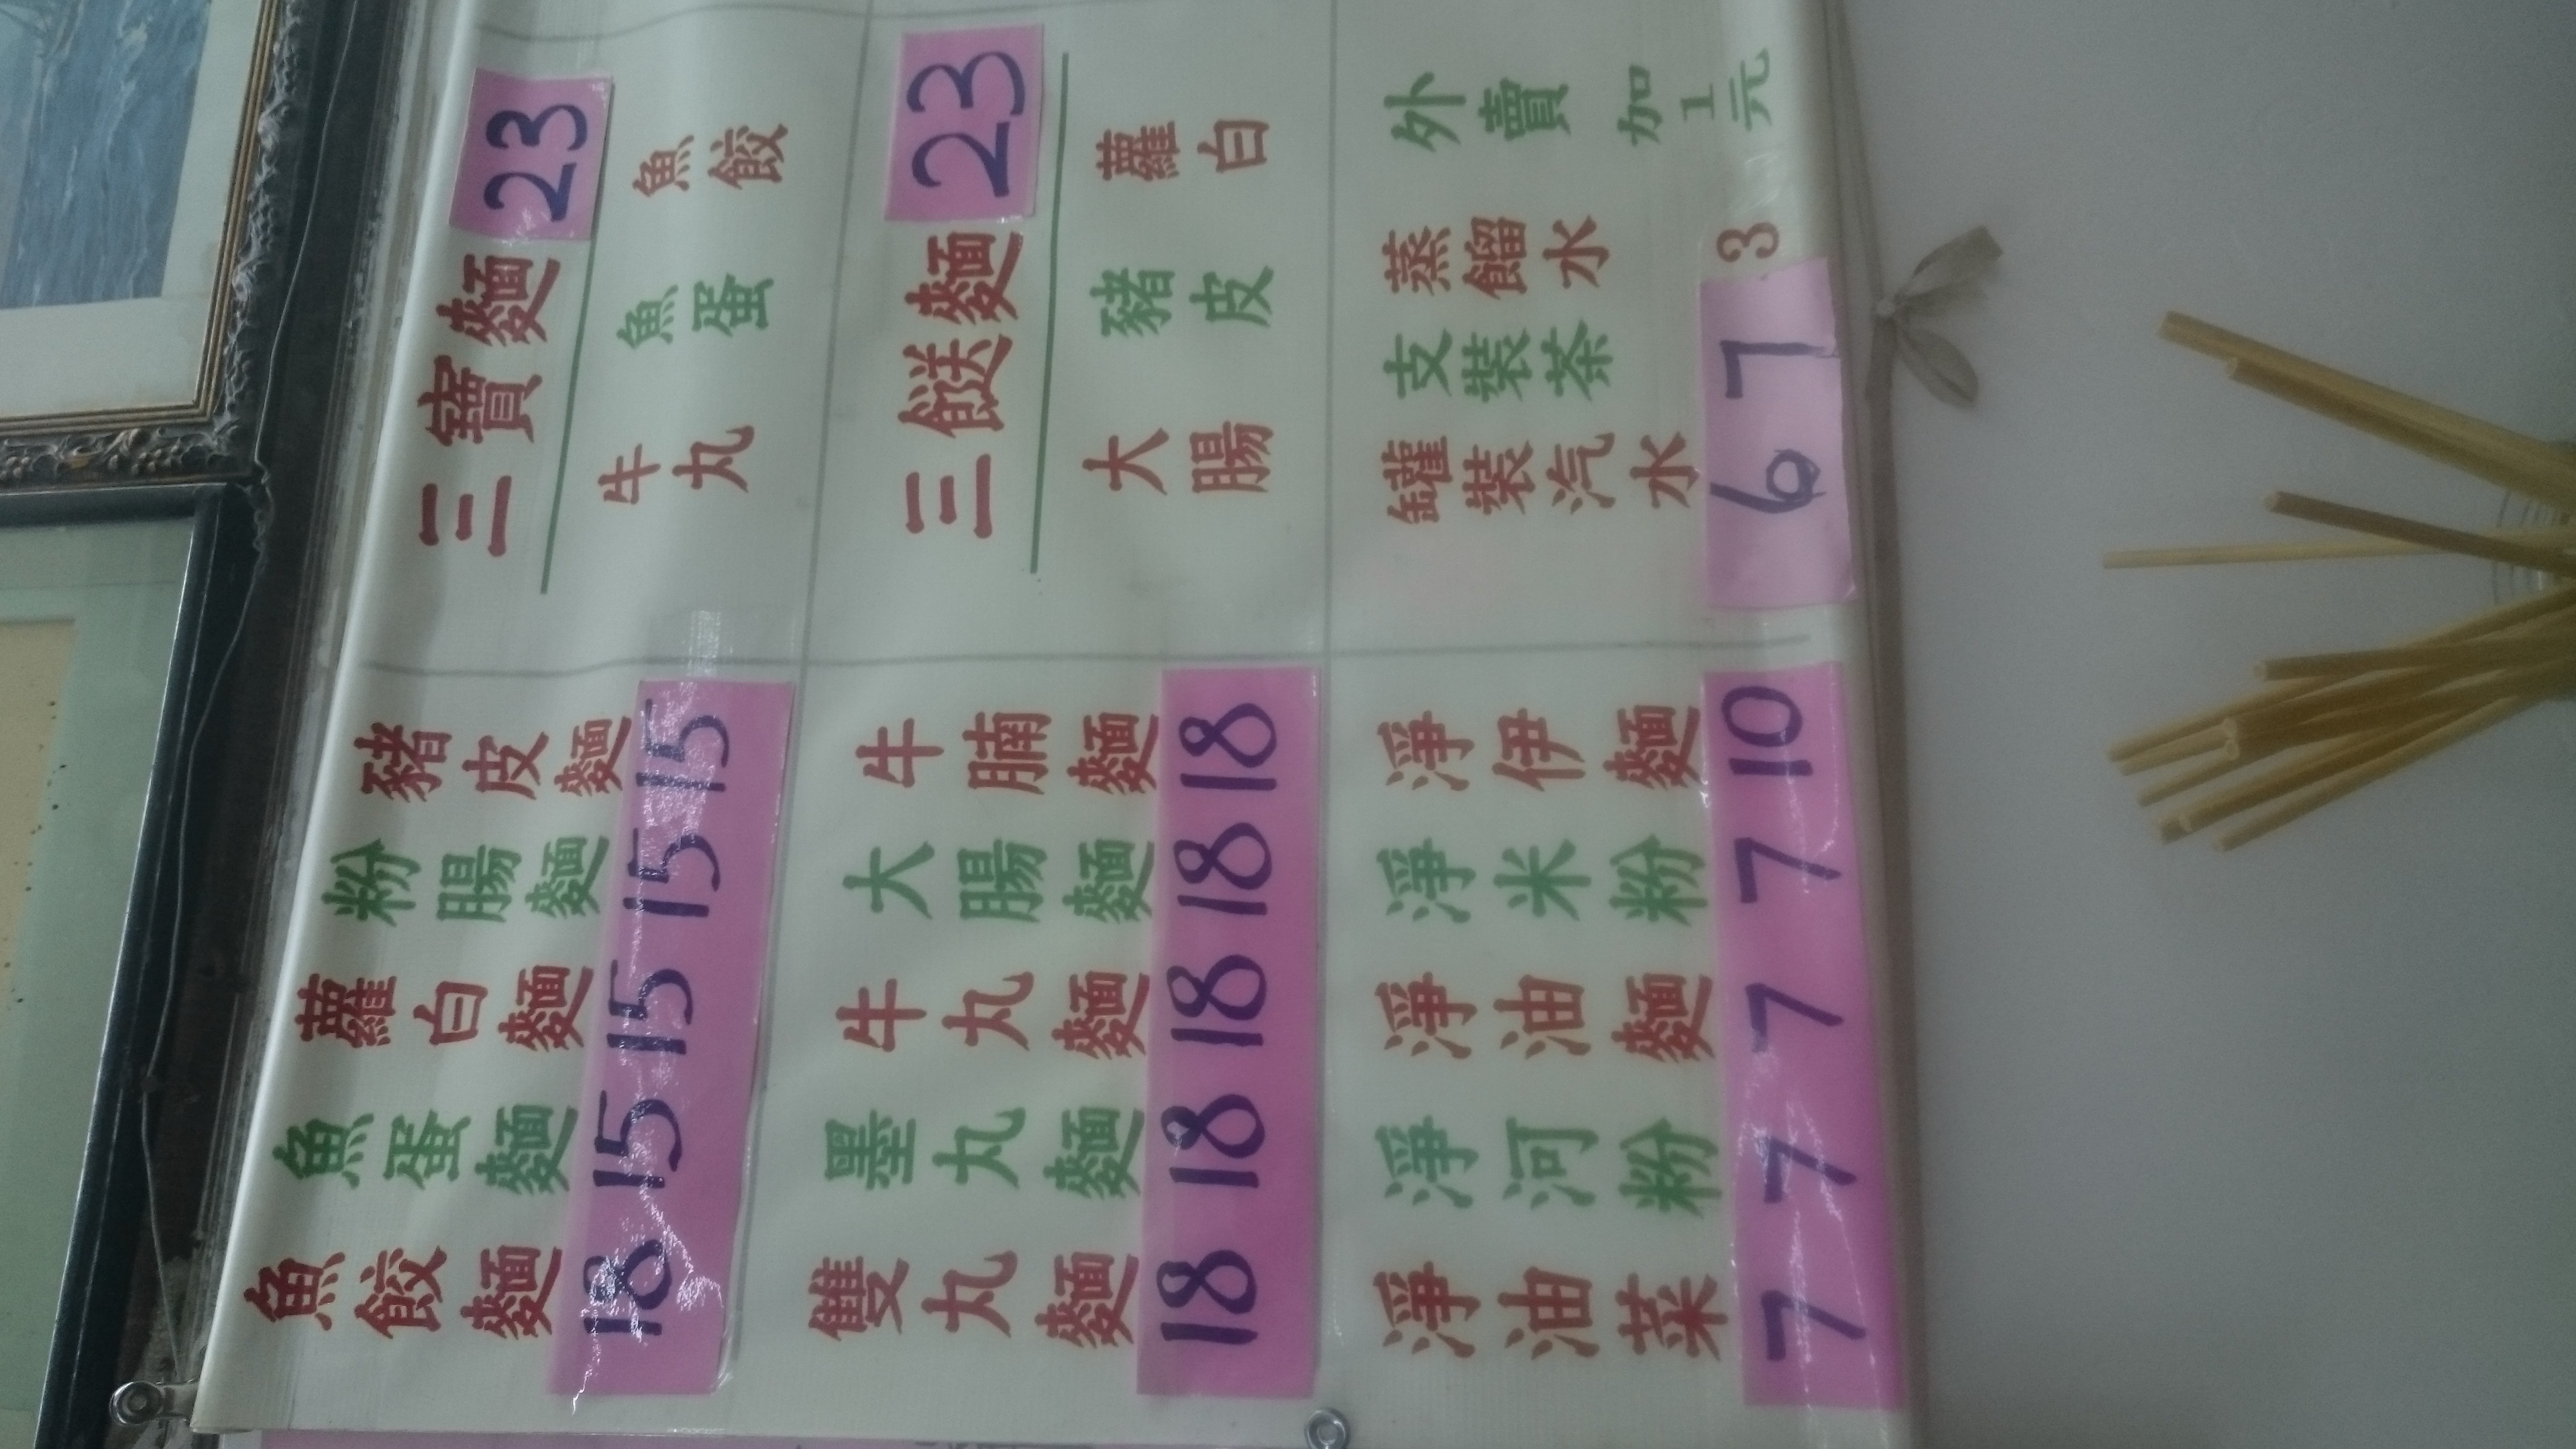 魚餃麵 18
魚蛋麵 15
蘿白麵 15
粉腸麵 15
豬皮麵 15
三寶麵 23
牛丸 魚蛋 魚餃
雙丸麵 18
墨丸麵 18
牛丸麵 18
大腸麵 18
牛腩麵 18
三餸麵 23
大腸 豬皮 蘿白
淨油菜 7
淨河粉 7
淨油麵 7
淨米粉 7
淨伊麵 10
罐裝汽水 6
支裝茶 7
蒸餾水 3
外賣加1元